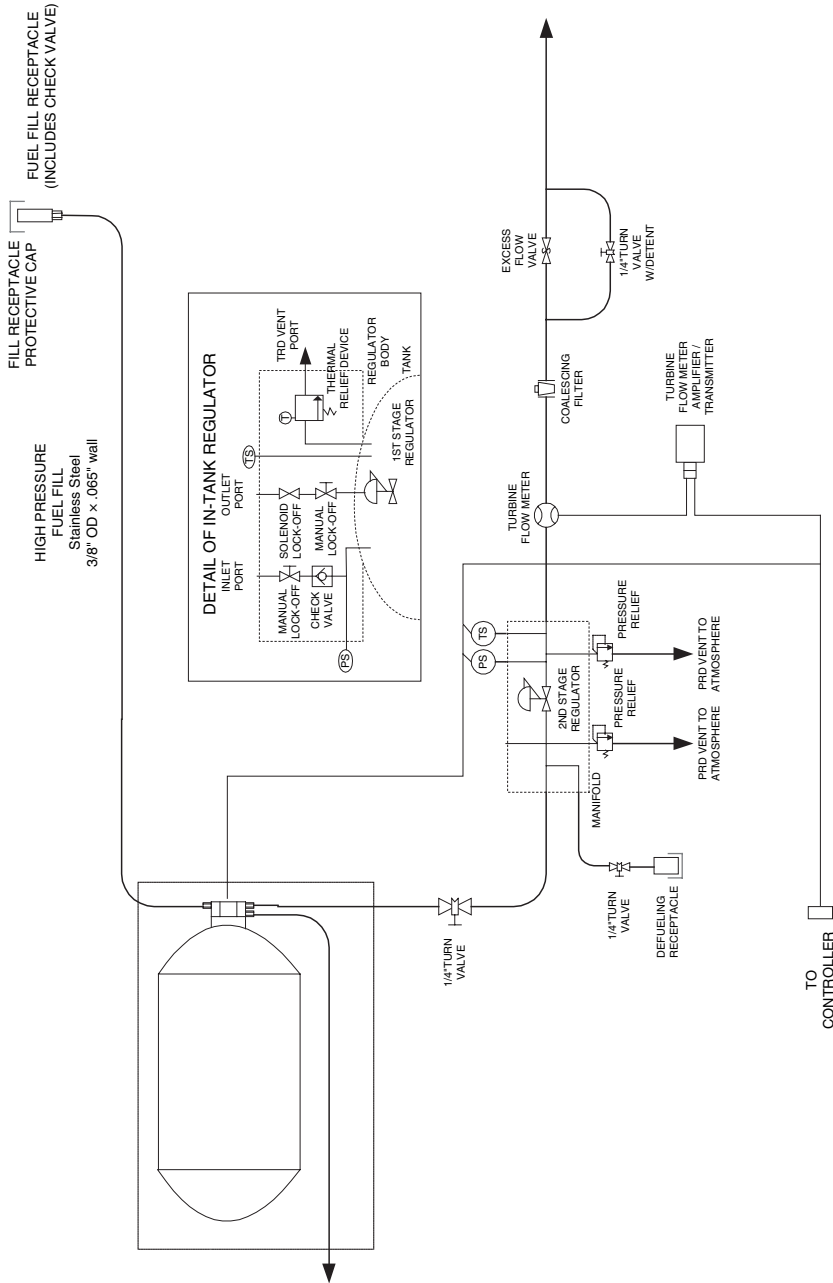 FILL RECEPTACLE
PROTECTIVE CAP
FUEL FILL RECEPTACLE
(INCLUDES CHECK VALVE)
HIGH PRESSURE
FUEL FILL
Stainless Steel
3/8" OD × .065" wall
DETAIL OF IN-TANK REGULATOR
INLET
PORT
OUTLET
PORT
TRD VENT
PORT
MANUAL
LOCK-OFF
CHECK
VALVE
PS
SOLENOID
LOCK-OFF
MANUAL
LOCK-OFF
TS
T
THERMAL
RELIEF DEVICE
REGULATOR
BODY
1ST STAGE
REGULATOR
TANK
1/4"TURN
VALVE
MANIFOLD
2ND STAGE
REGULATOR
PS
TS
PRESSURE
RELIEF
PRESSURE
RELIEF
PRD VENT TO
ATMOSPHERE
PRD VENT TO
ATMOSPHERE
1/4"TURN
VALVE
DEFUELING
RECEPTACLE
TURBINE
FLOW METER
TURBINE
FLOW METER
AMPLIFIER /
TRANSMITTER
COALESCING
FILTER
EXCESS
FLOW
VALVE
1/4"TURN
VALVE
W/DETENT
TO
CONTROLLER